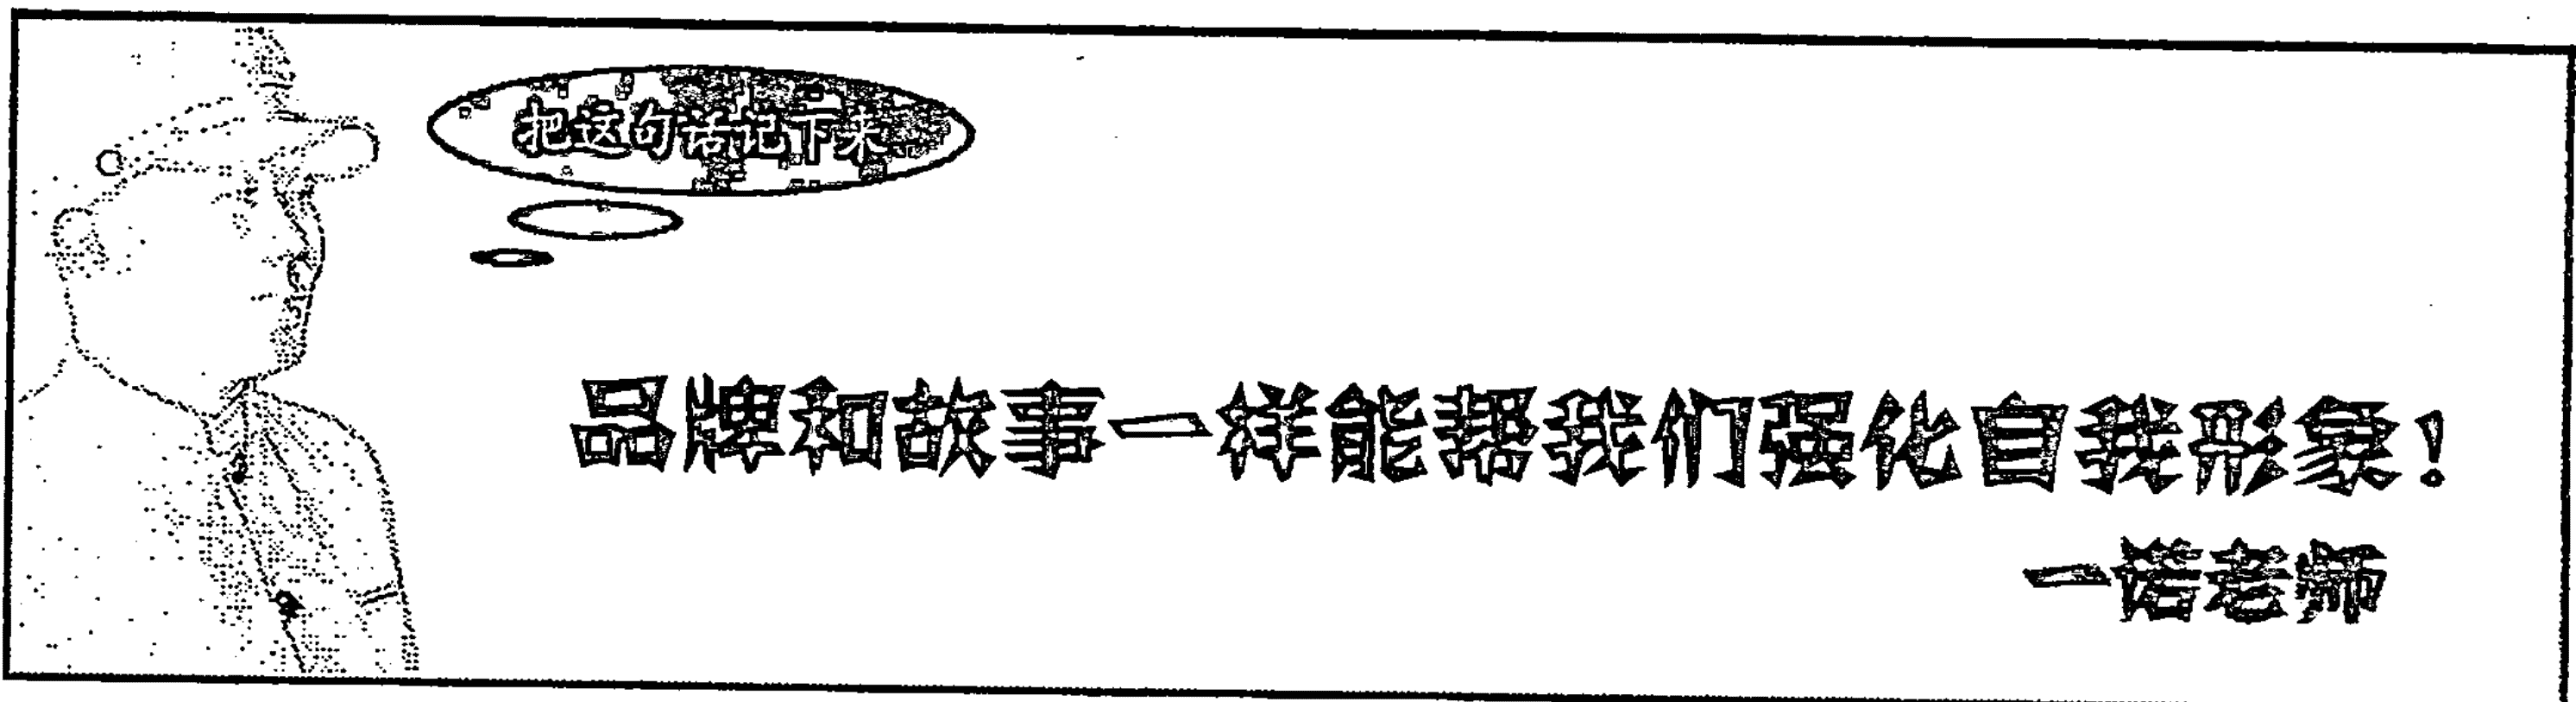 把这句话记下来
品牌和故事一样能帮我们强化自我形象!
一诺老师